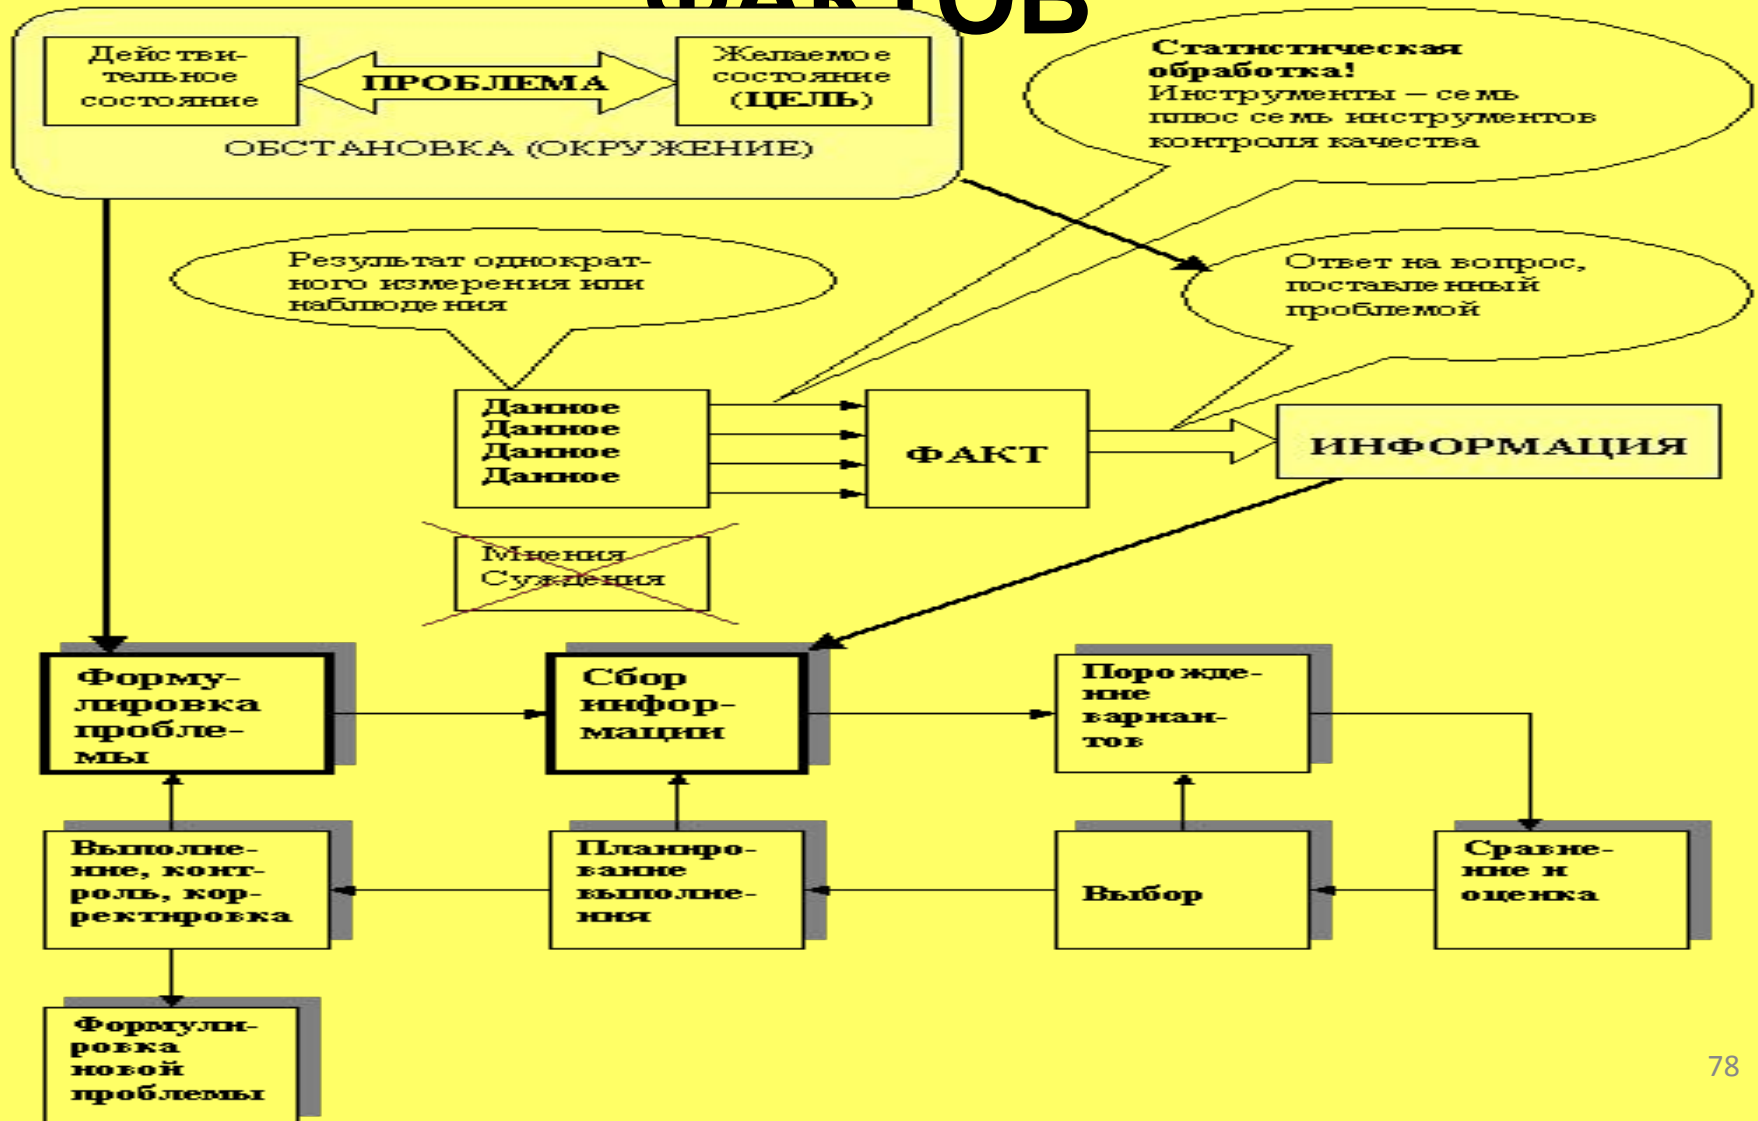 ФАКТОВ
Действи-
тельное
состояние
ПРОБЛЕМА
Желаемое
состояние
(ЦЕЛЬ)
ОБСТАНОВКА (ОКРУЖЕНИЕ)
Статистическая
обработка!
Инструменты – семь
плюс семь инструментов
контроля качества
Результат однократ-
ного измерения или
наблюдения
Ответ на вопрос,
поставленный
проблемой
Данное
Данное
Данное
Данное
ФАКТ
ИНФОРМАЦИЯ
Мнения
Суждения
Форму-
лировка
пробле-
мы
Сбор
инфор-
мации
Порожде-
ние
вариан-
тов
Выполне-
ние, конт-
роль, кор-
ректировка
Планиро-
вание
выполне-
ния
Выбор
Сравне-
ние и
оценка
Формули-
ровка
новой
проблемы
78